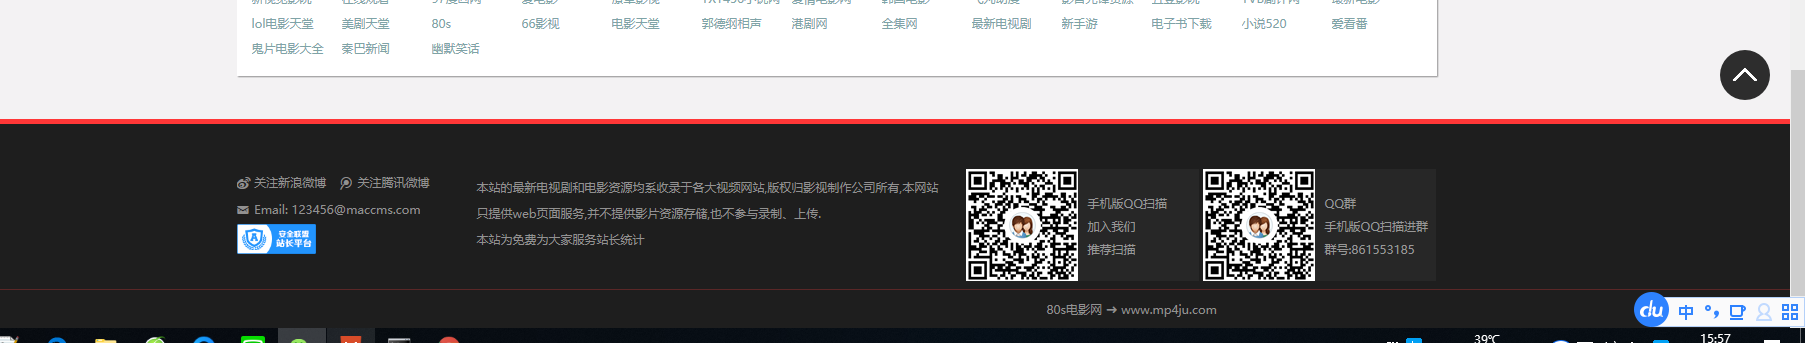 lol电影天堂 美剧天堂 80s 66影视 电影天堂 郭德纲相声 港剧网 全集网 最新电视剧 新手游 电子书下载 小说520 爱看番
鬼片电影大全 秦巴新闻 幽默笑话
关注新浪微博 关注腾讯微博
Email: 123456@maccms.com
安全联盟
站长平台
本站的最新电视剧和电影资源均系收录于各大视频网站,版权归影视制作公司所有,本网站
只提供web页面服务,并不提供影片资源存储,也不参与录制、上传.
本站为免费为大家服务站长统计
手机版QQ扫描
加入我们
推荐扫描
QQ群
手机版QQ扫描进群
群号:861553185
80s电影网 → www.mp4ju.com
du 中
39℃
15:57